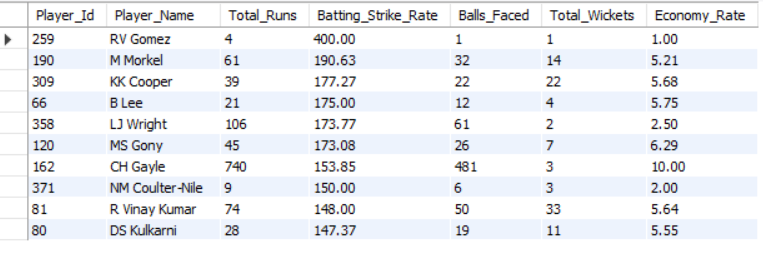 Player_Id Player_Name Total_Runs Batting_Strike_Rate Balls_Faced Total_Wickets Economy_Rate
259 RV Gomez 4 400.00 1 1 1.00
190 M Morkel 61 190.63 32 14 5.21
309 KK Cooper 39 177.27 22 22 5.68
66 B Lee 21 175.00 12 4 5.75
358 LJ Wright 106 173.77 61 2 2.50
120 MS Gony 45 173.08 26 7 6.29
162 CH Gayle 740 153.85 481 3 10.00
371 NM Coulter-Nile 9 150.00 6 3 2.00
81 R Vinay Kumar 74 148.00 50 33 5.64
80 DS Kulkarni 28 147.37 19 11 5.55